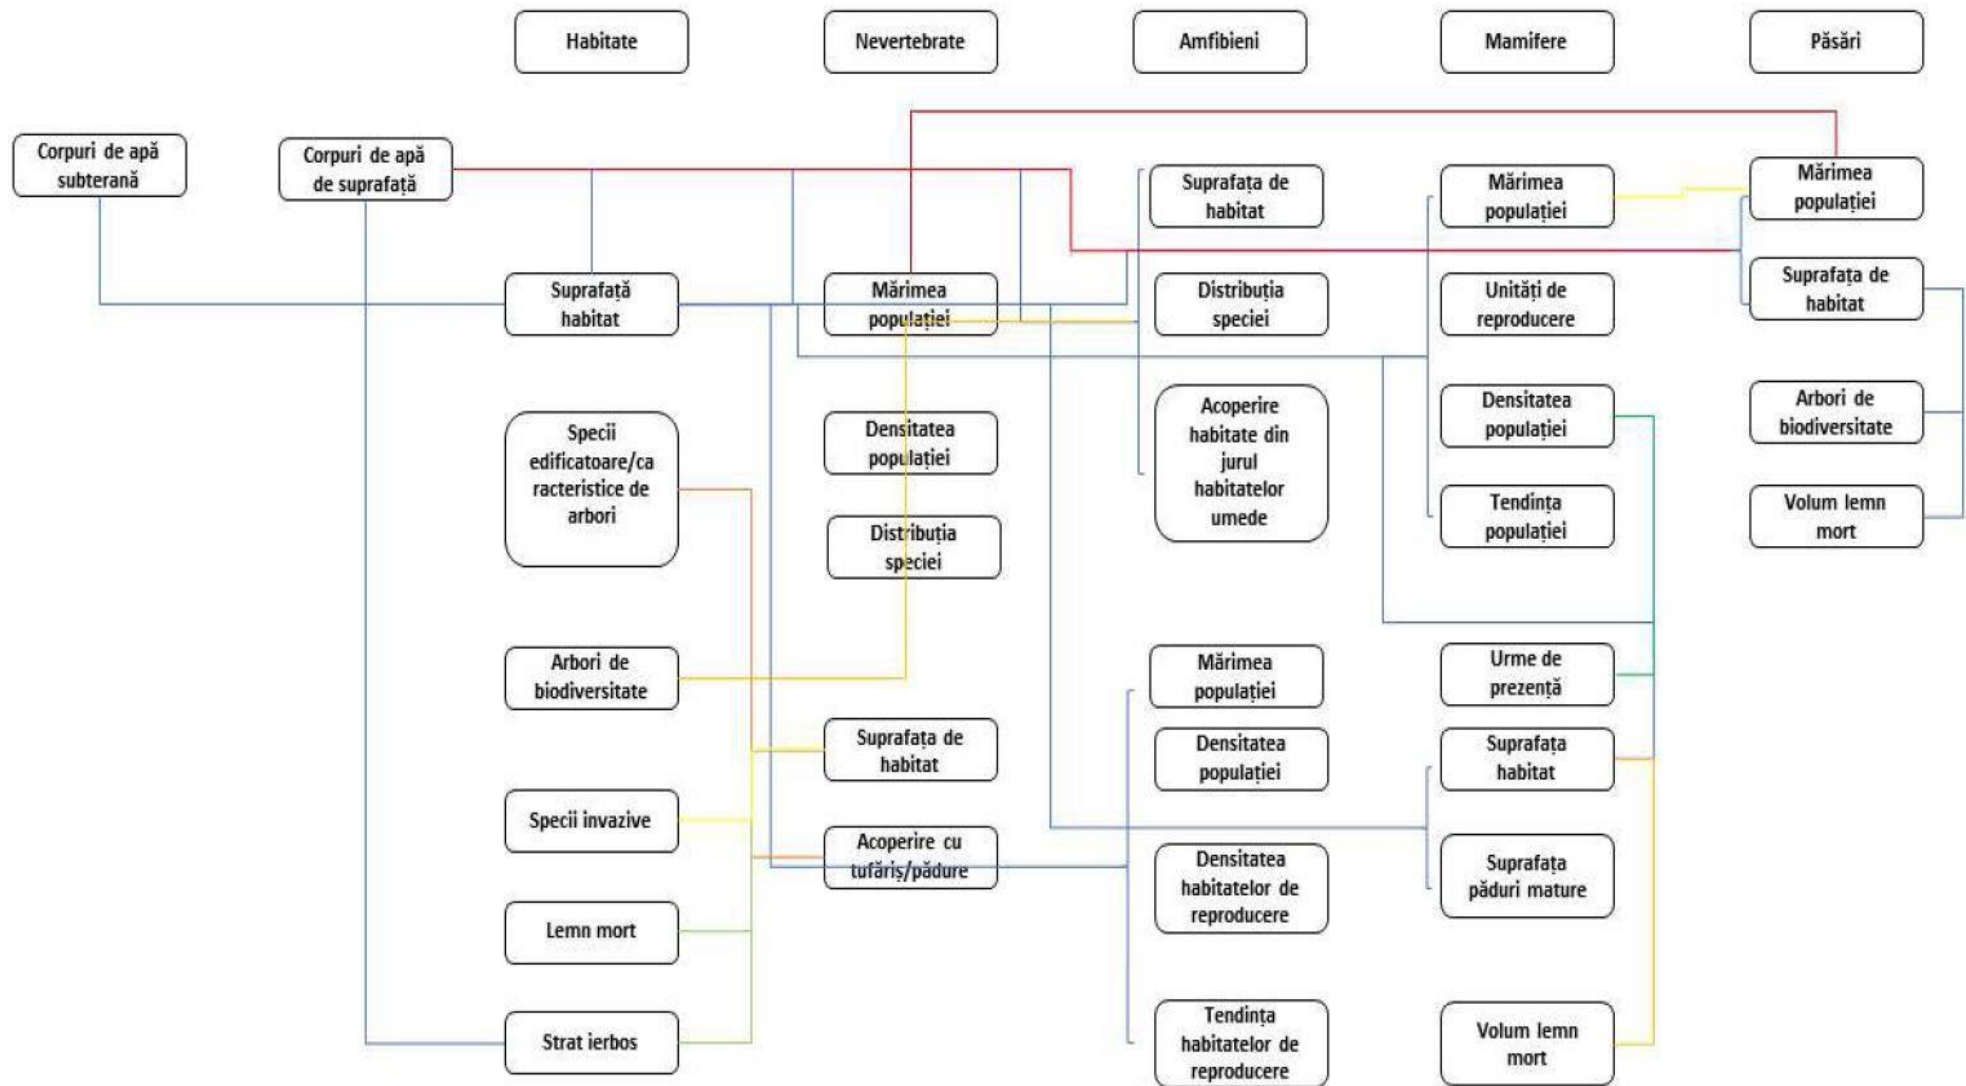 Habitate
Nevertebrate
Amfibieni
Mamifere
Păsări
Corpuri de apă
subterană
Corpuri de apă
de suprafață
Suprafață
habitat
Specii
edificatoare/ca
racteristice de
arbori
Arbori de
biodiversitate
Specii invazive
Lemn mort
Strat ierbos
Mărimea
populației
Densitatea
populației
Distribuția
speciei
Suprafața de
habitat
Acoperire cu
tufăriș/pădure
Suprafața de
habitat
Distribuția
speciei
Acoperire
habitate din
jurul
habitatelor
umede
Mărimea
populației
Densitatea
populației
Densitatea
habitatelor de
reproducere
Tendința
habitatelor de
reproducere
Mărimea
populației
Unități de
reproducere
Densitatea
populației
Tendința
populației
Urme de
prezență
Suprafața
habitat
Suprafața
păduri mature
Volum lemn
mort
Mărimea
populației
Suprafața de
habitat
Arbori de
biodiversitate
Volum lemn
mort